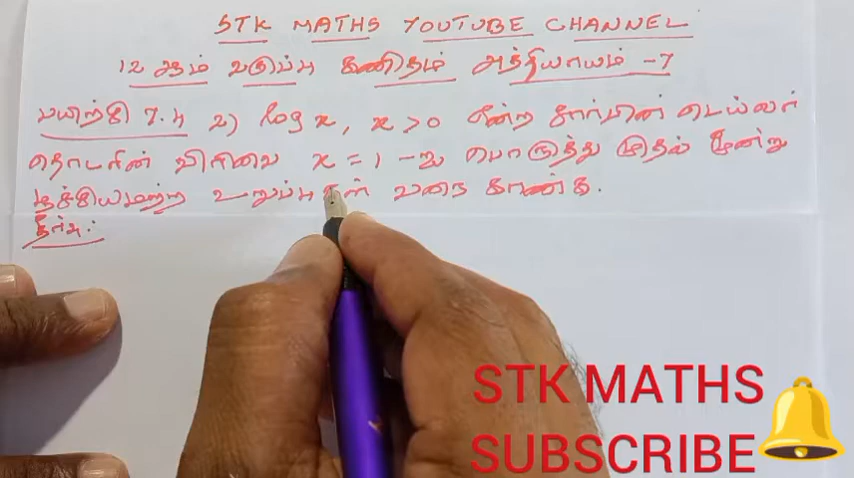 STK MATHS YOUTUBE CHANNEL
12 ஆம் வகுப்பு கணிதம் அத்தியாயம் -7
பயிற்சி 7.4 2) log x, x > 0 என்ற சார்பின் டெய்லர்
தொடரின் விரிவை x = 1 -ஐ பொருத்து முதல் மூன்று
பூச்சியமற்ற உறுப்புகள் வரை காண்க.
தீர்வு:
STK MATHS
SUBSCRIBE